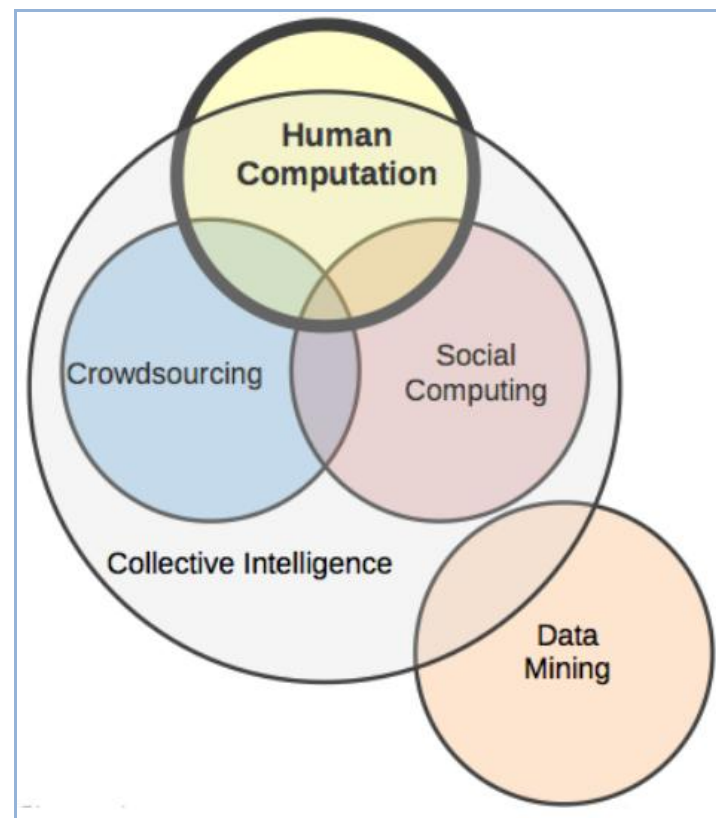 Human
Computation
Crowdsourcing
Social
Computing
Collective Intelligence
Data
Mining